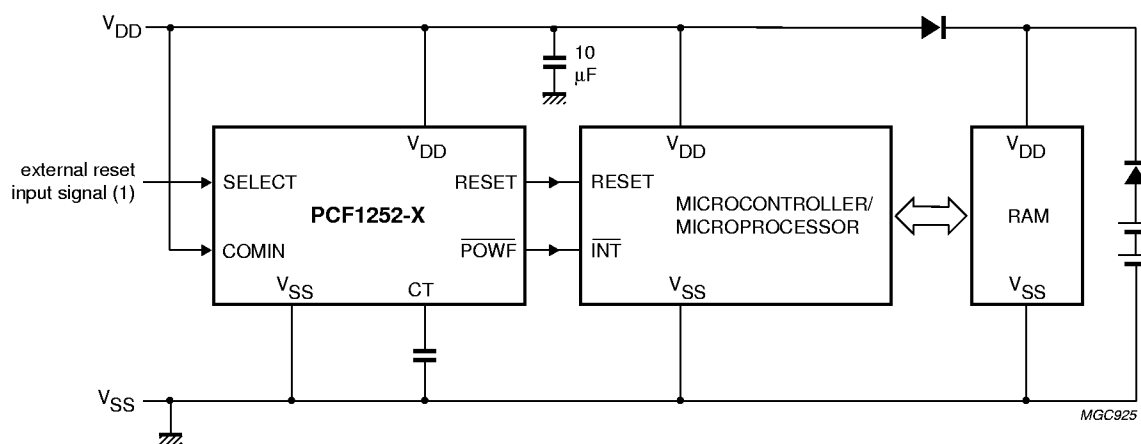 VDD
10
μF
VDD
VDD
VDD
external reset
input signal (1)
SELECT
RESET
RESET
PCF1252-X
MICROCONTROLLER/
MICROPROCESSOR
RAM
COMIN
POWF
INT
VSS
CT
VSS
VSS
VSS
MGC925